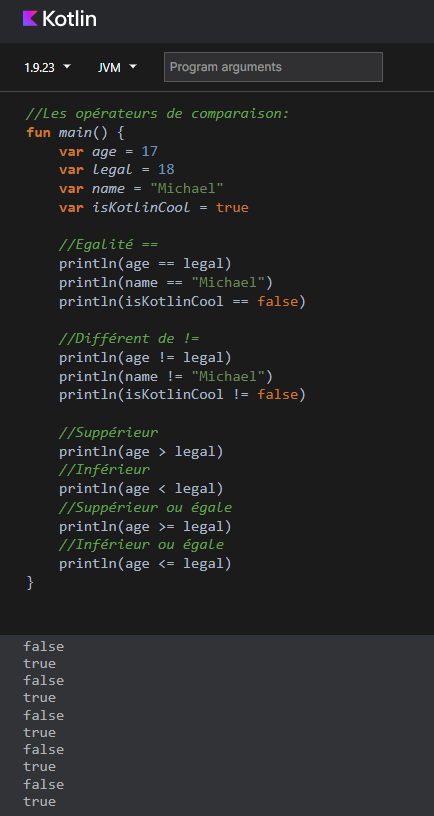 Kotlin
1.9.23 JVM Program arguments
//Les opérateurs de comparaison:
fun main() {
    var age = 17
    var legal = 18
    var name = "Michael"
    var isKotlinCool = true

    //Egalité ==
    println(age == legal)
    println(name == "Michael")
    println(isKotlinCool == false)

    //Différent de !=
    println(age != legal)
    println(name != "Michael")
    println(isKotlinCool != false)

    //Suppérieur
    println(age > legal)
    //Inférieur
    println(age < legal)
    //Suppérieur ou égale
    println(age >= legal)
    //Inférieur ou égale
    println(age <= legal)
}
false
true
false
true
false
true
false
true
false
true